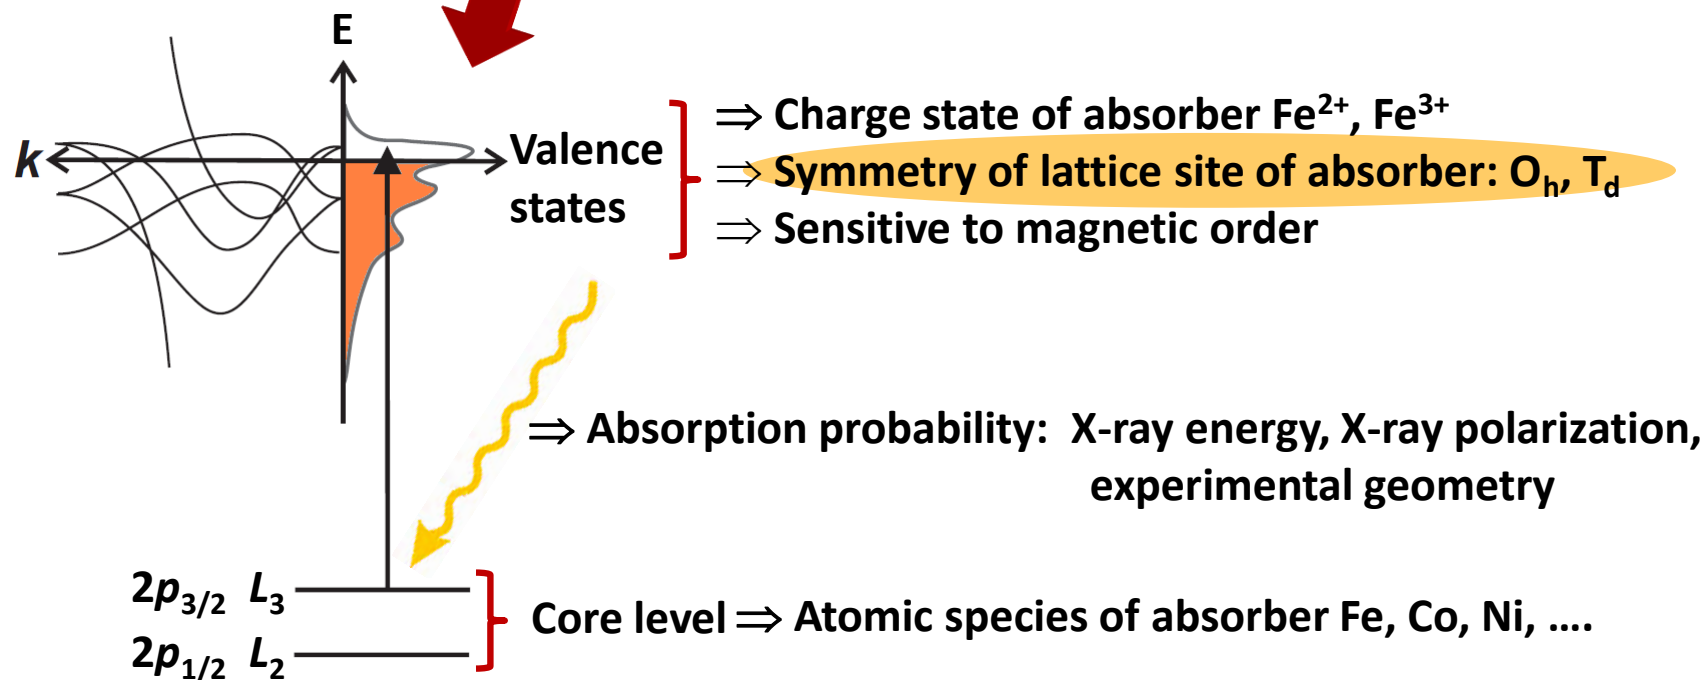 E
k
Valence
states
⇒ Charge state of absorber Fe²⁺, Fe³⁺
⇒ Symmetry of lattice site of absorber: Oₕ, T_d
⇒ Sensitive to magnetic order
⇒ Absorption probability: X-ray energy, X-ray polarization,
experimental geometry
2p₃/₂ L₃
Core level ⇒ Atomic species of absorber Fe, Co, Ni, ....
2p₁/₂ L₂